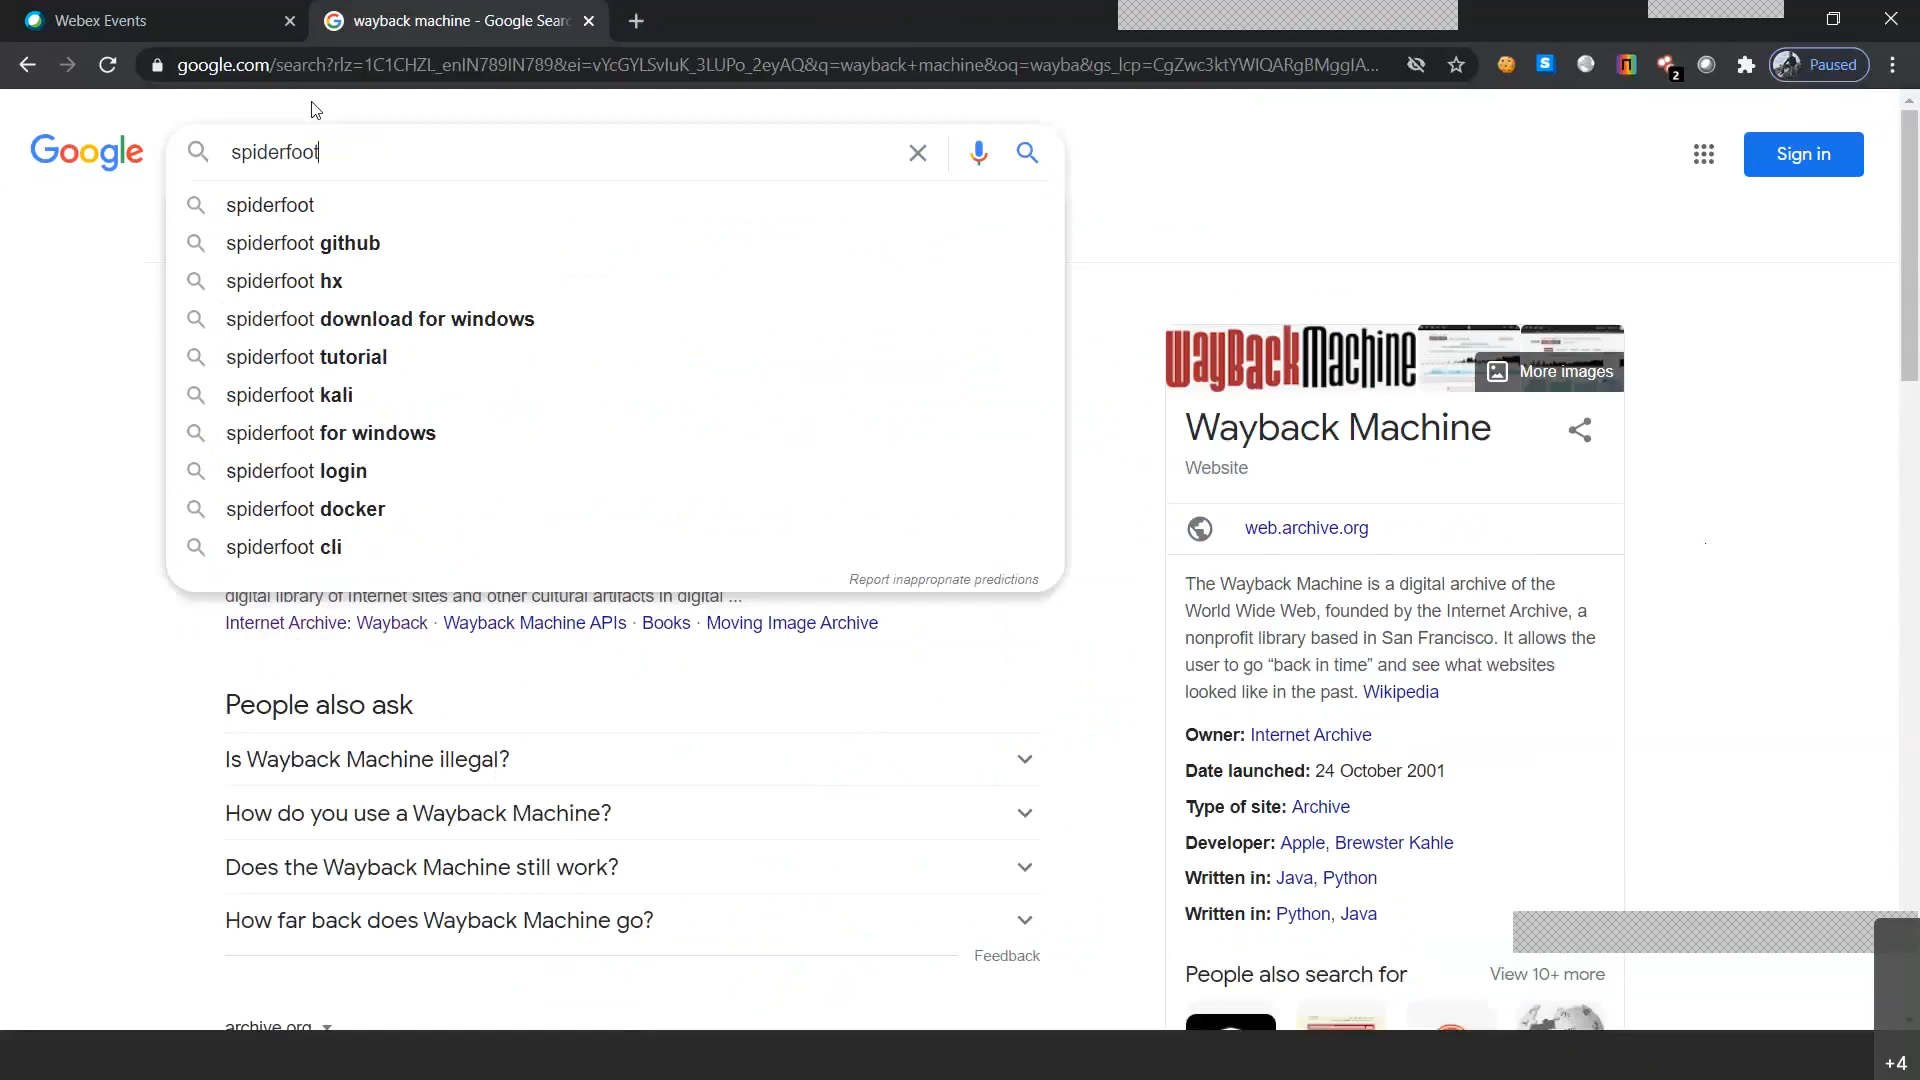 Webex Events
wayback machine - Google Sear
google.com/search?rlz=1C1CHZL_enIN789IN789&ei=vYcGYLSvIuK_3LUPo_2eyAQ&q=wayback+machine&oq=wayba&gs_lcp=CgZwc3ktYWIQARgBMggIA...
2
Paused
Google
spiderfoot
Sign in
spiderfoot
spiderfoot github
spiderfoot hx
spiderfoot download for windows
spiderfoot tutorial
spiderfoot kali
spiderfoot for windows
spiderfoot login
spiderfoot docker
spiderfoot cli
Report inappropriate predictions
digital library of Internet sites and other cultural artifacts in digital ...
Internet Archive: Wayback · Wayback Machine APIs · Books · Moving Image Archive
People also ask
Is Wayback Machine illegal?
How do you use a Wayback Machine?
Does the Wayback Machine still work?
How far back does Wayback Machine go?
Feedback
archive.org
WayBackMachine
More images
Wayback Machine
Website
web.archive.org
The Wayback Machine is a digital archive of the
World Wide Web, founded by the Internet Archive, a
nonprofit library based in San Francisco. It allows the
user to go “back in time” and see what websites
looked like in the past. Wikipedia
Owner: Internet Archive
Date launched: 24 October 2001
Type of site: Archive
Developer: Apple, Brewster Kahle
Written in: Java, Python
Written in: Python, Java
People also search for
View 10+ more
+4